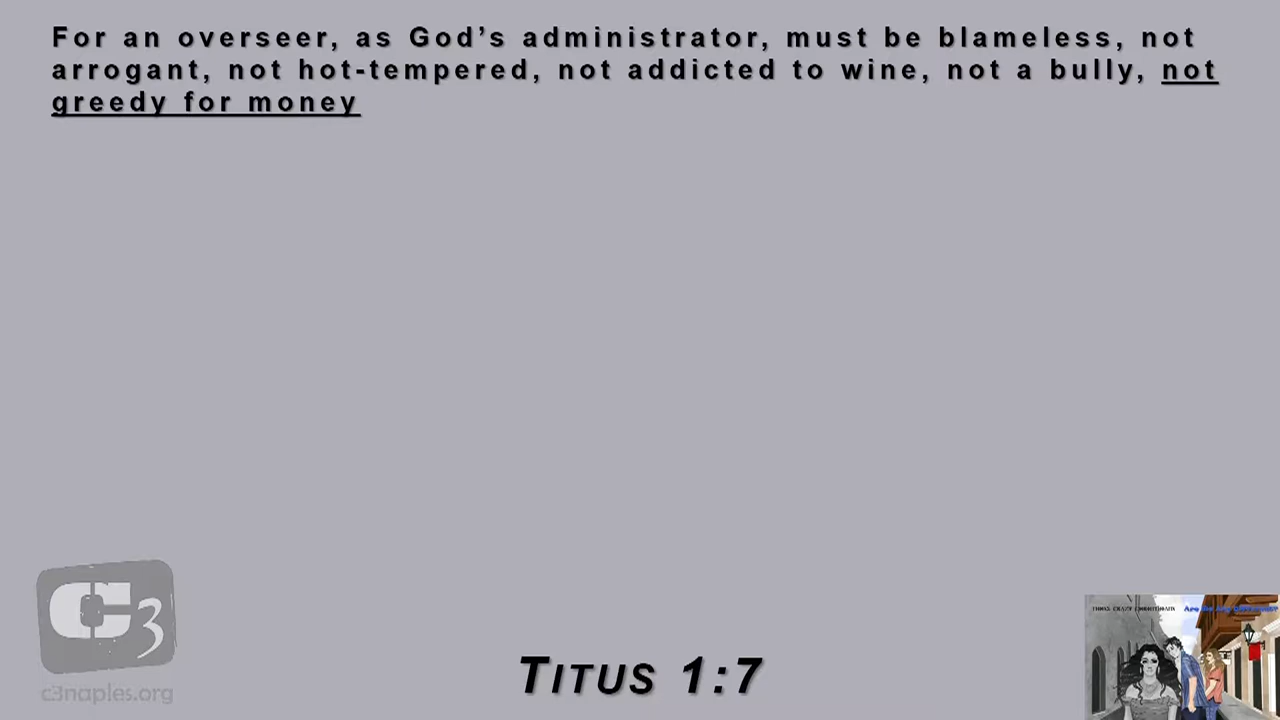 For an overseer, as God’s administrator, must be blameless, not
arrogant, not hot-tempered, not addicted to wine, not a bully, not
greedy for money
C3
c3naples.org
TITUS 1:7